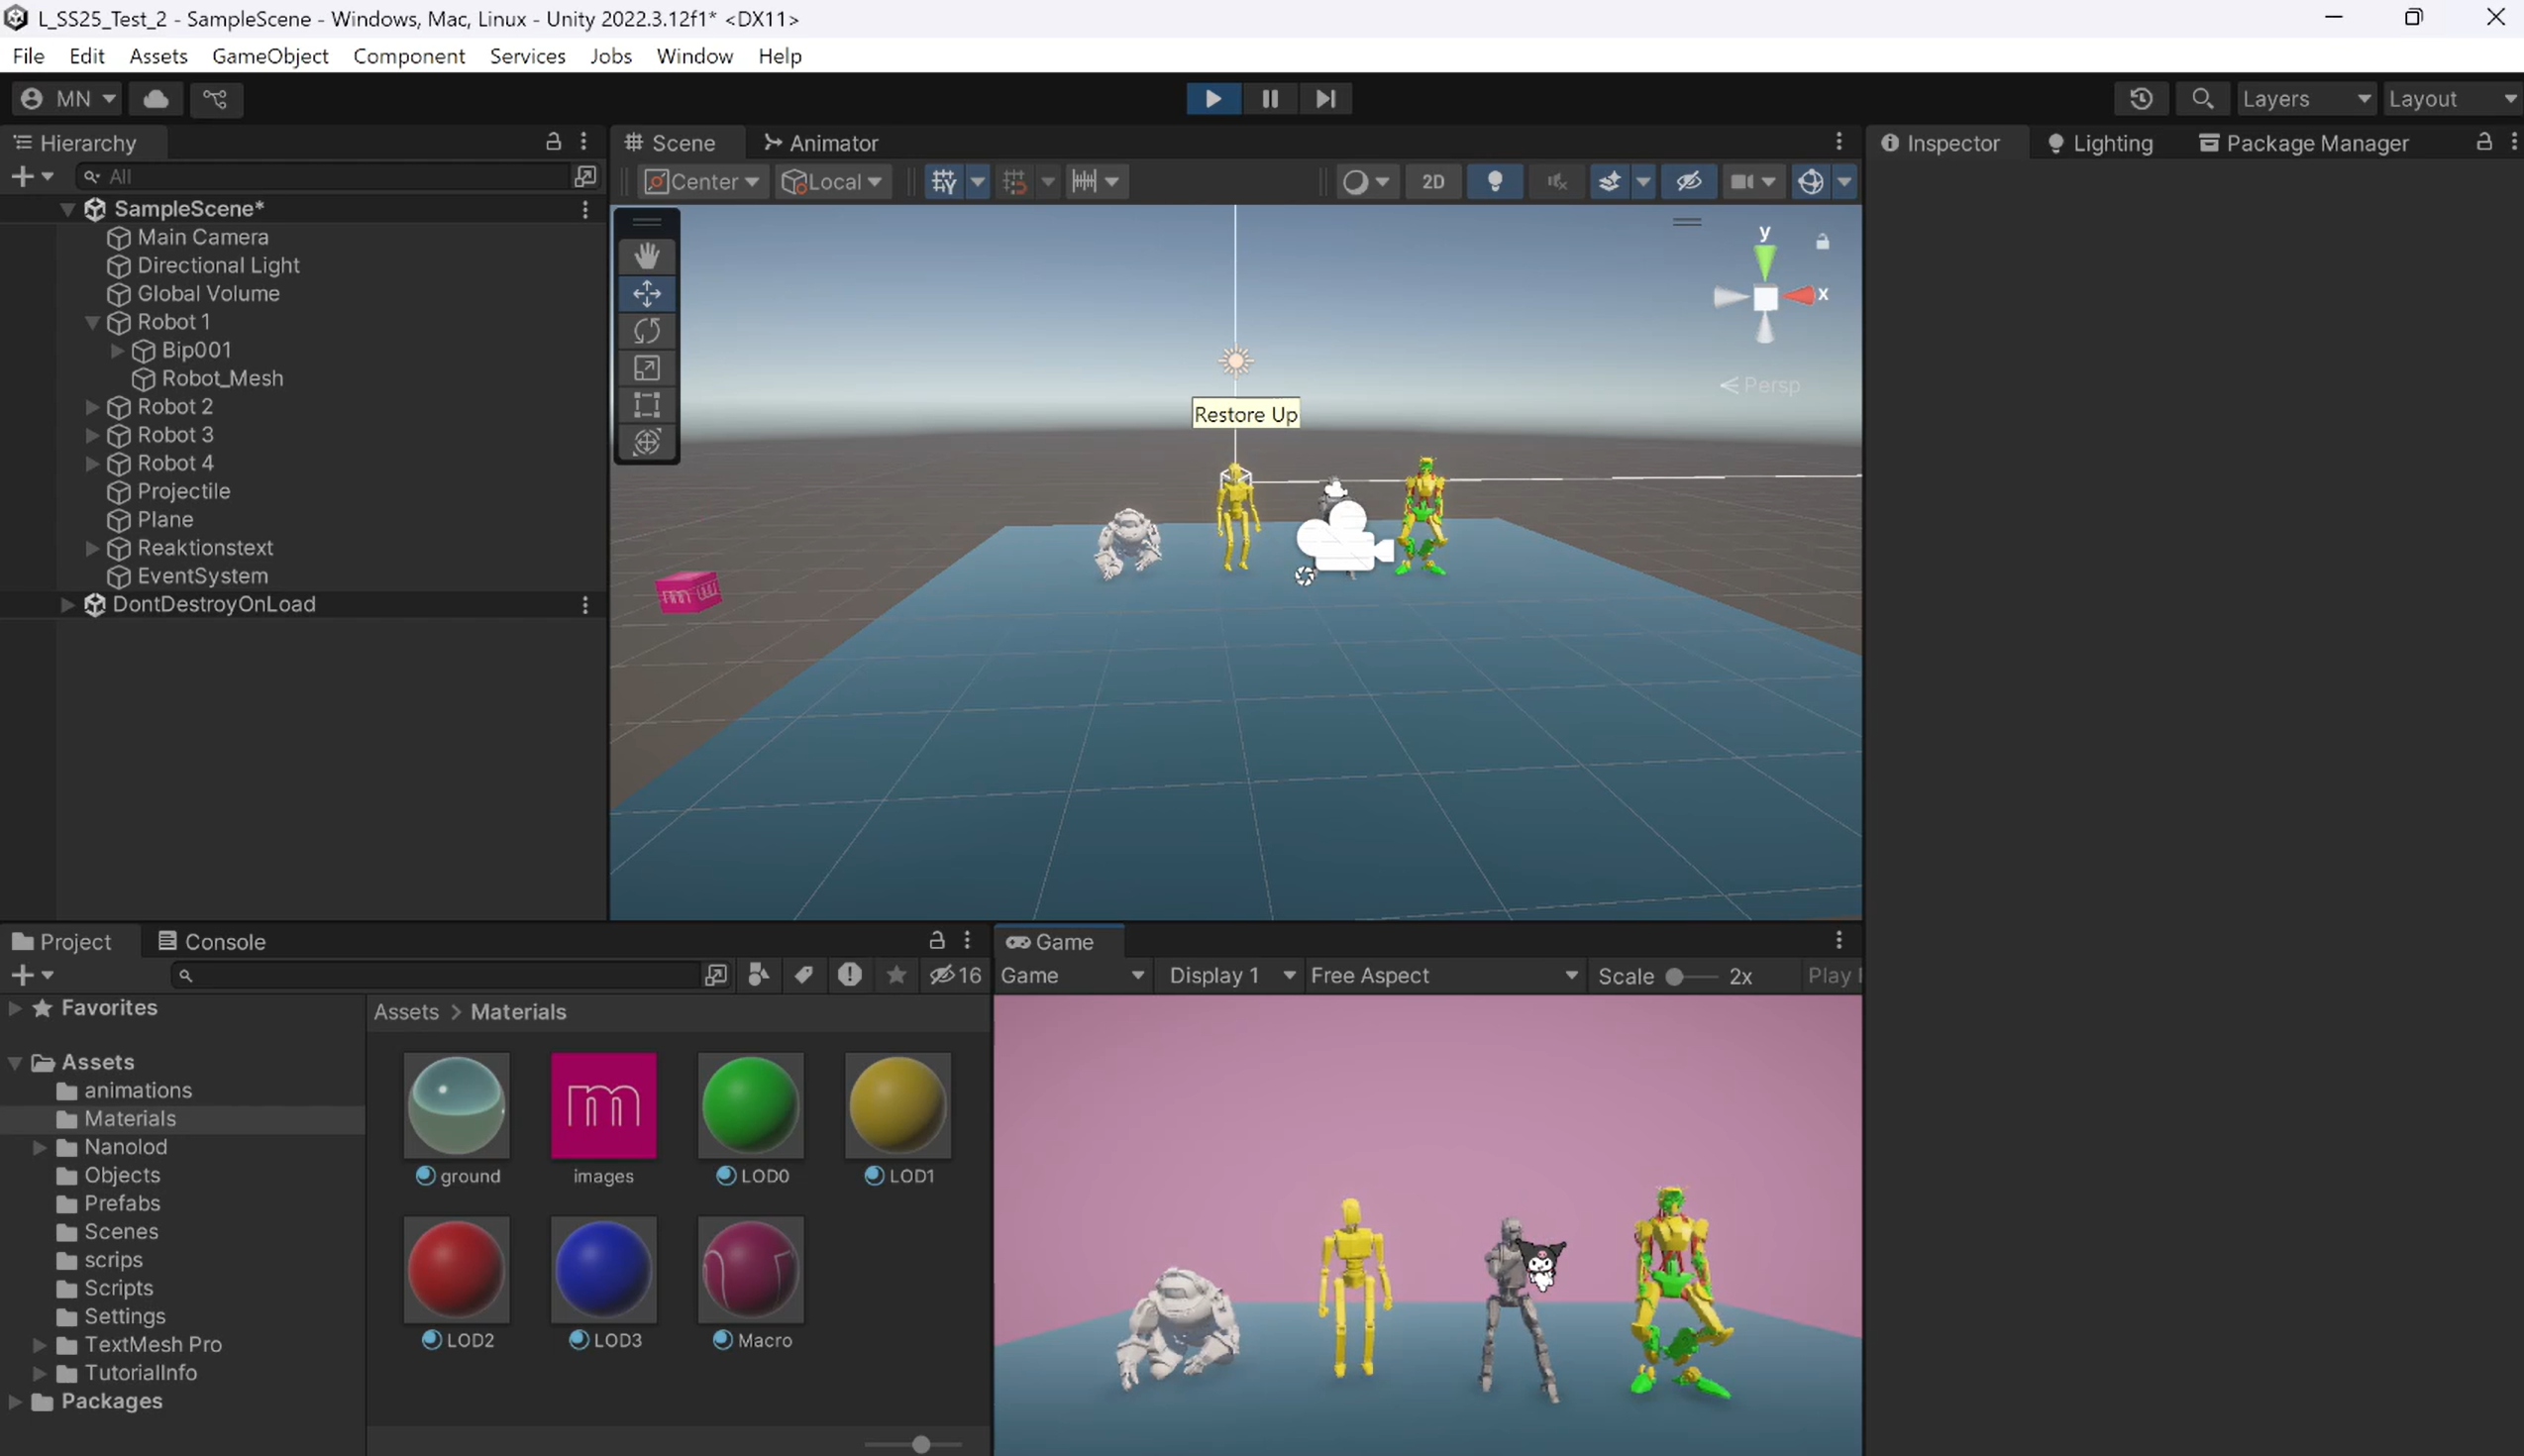 L_SS25_Test_2 - SampleScene - Windows, Mac, Linux - Unity 2022.3.12f1* <DX11>
File Edit Assets GameObject Component Services Jobs Window Help
MN
Layers
Layout
Hierarchy
All
SampleScene*
Main Camera
Directional Light
Global Volume
Robot 1
Bip001
Robot_Mesh
Robot 2
Robot 3
Robot 4
Projectile
Plane
Reaktionstext
EventSystem
DontDestroyOnLoad
Scene Animator
Center Local
2D
y
x
Persp
Restore Up
m
Inspector Lighting Package Manager
Project Console
16
Favorites
Assets
animations
Materials
Nanolod
Objects
Prefabs
Scenes
scrips
Scripts
Settings
TextMesh Pro
TutorialInfo
Packages
Assets > Materials
m
ground images LOD0 LOD1
LOD2 LOD3 Macro
Game
Game Display 1 Free Aspect Scale 2x Play